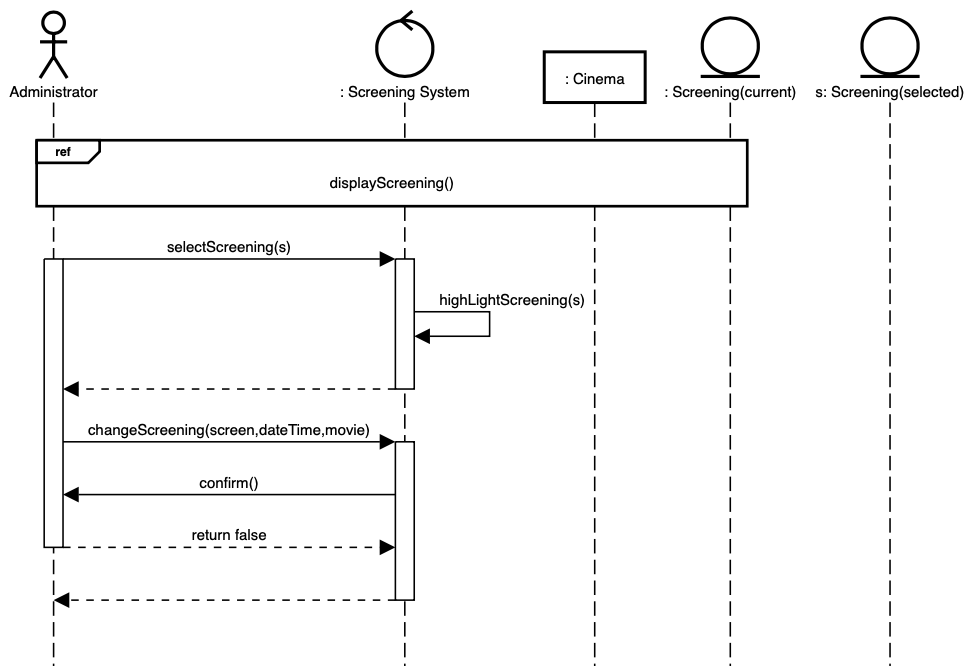 Administrator
: Screening System
: Cinema
: Screening(current)
s: Screening(selected)
ref
displayScreening()
selectScreening(s)
highLightScreening(s)
changeScreening(screen,dateTime,movie)
confirm()
return false